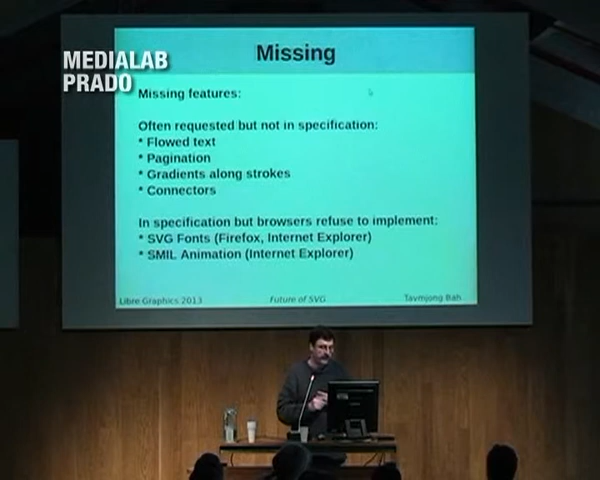 MEDIALAB
PRADO
Missing
Missing features:
Often requested but not in specification:
* Flowed text
* Pagination
* Gradients along strokes
* Connectors
In specification but browsers refuse to implement:
* SVG Fonts (Firefox, Internet Explorer)
* SMIL Animation (Internet Explorer)
Libre Graphics 2013
Future of SVG
Tavmjong Bah